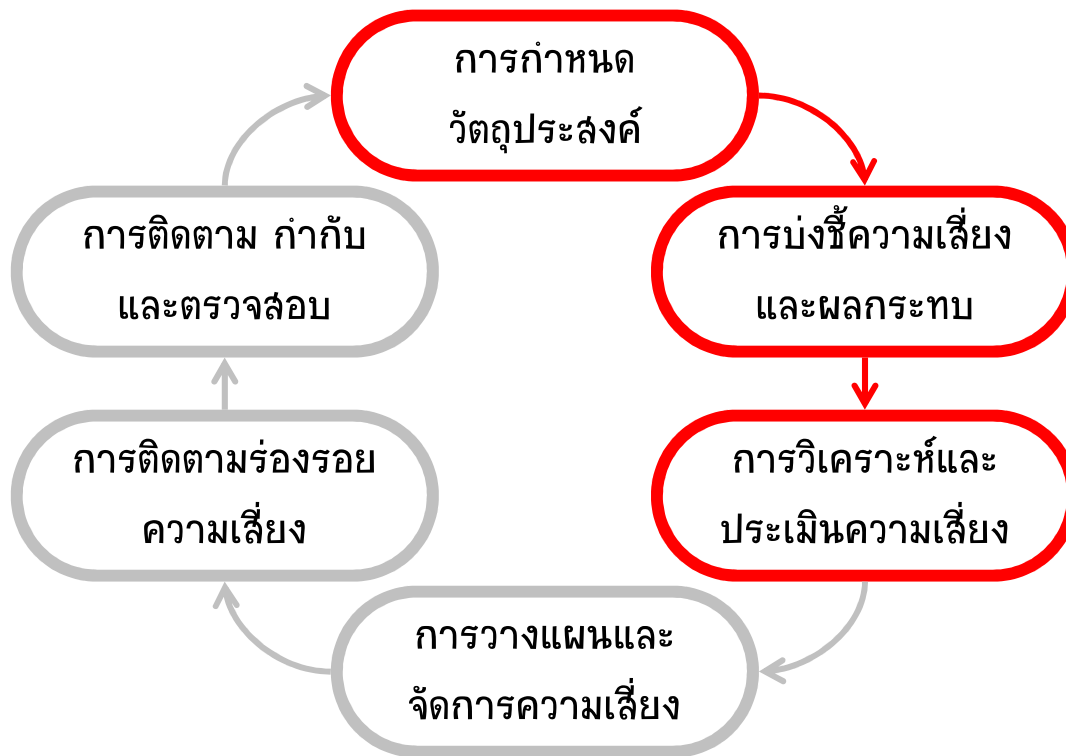 การกำหนด
วัตถุประสงค์
การบ่งชี้ความเสี่ยง
และผลกระทบ
การวิเคราะห์และ
ประเมินความเสี่ยง
การวางแผนและ
จัดการความเสี่ยง
การติดตามร่องรอย
ความเสี่ยง
การติดตาม กำกับ
และตรวจสอบ